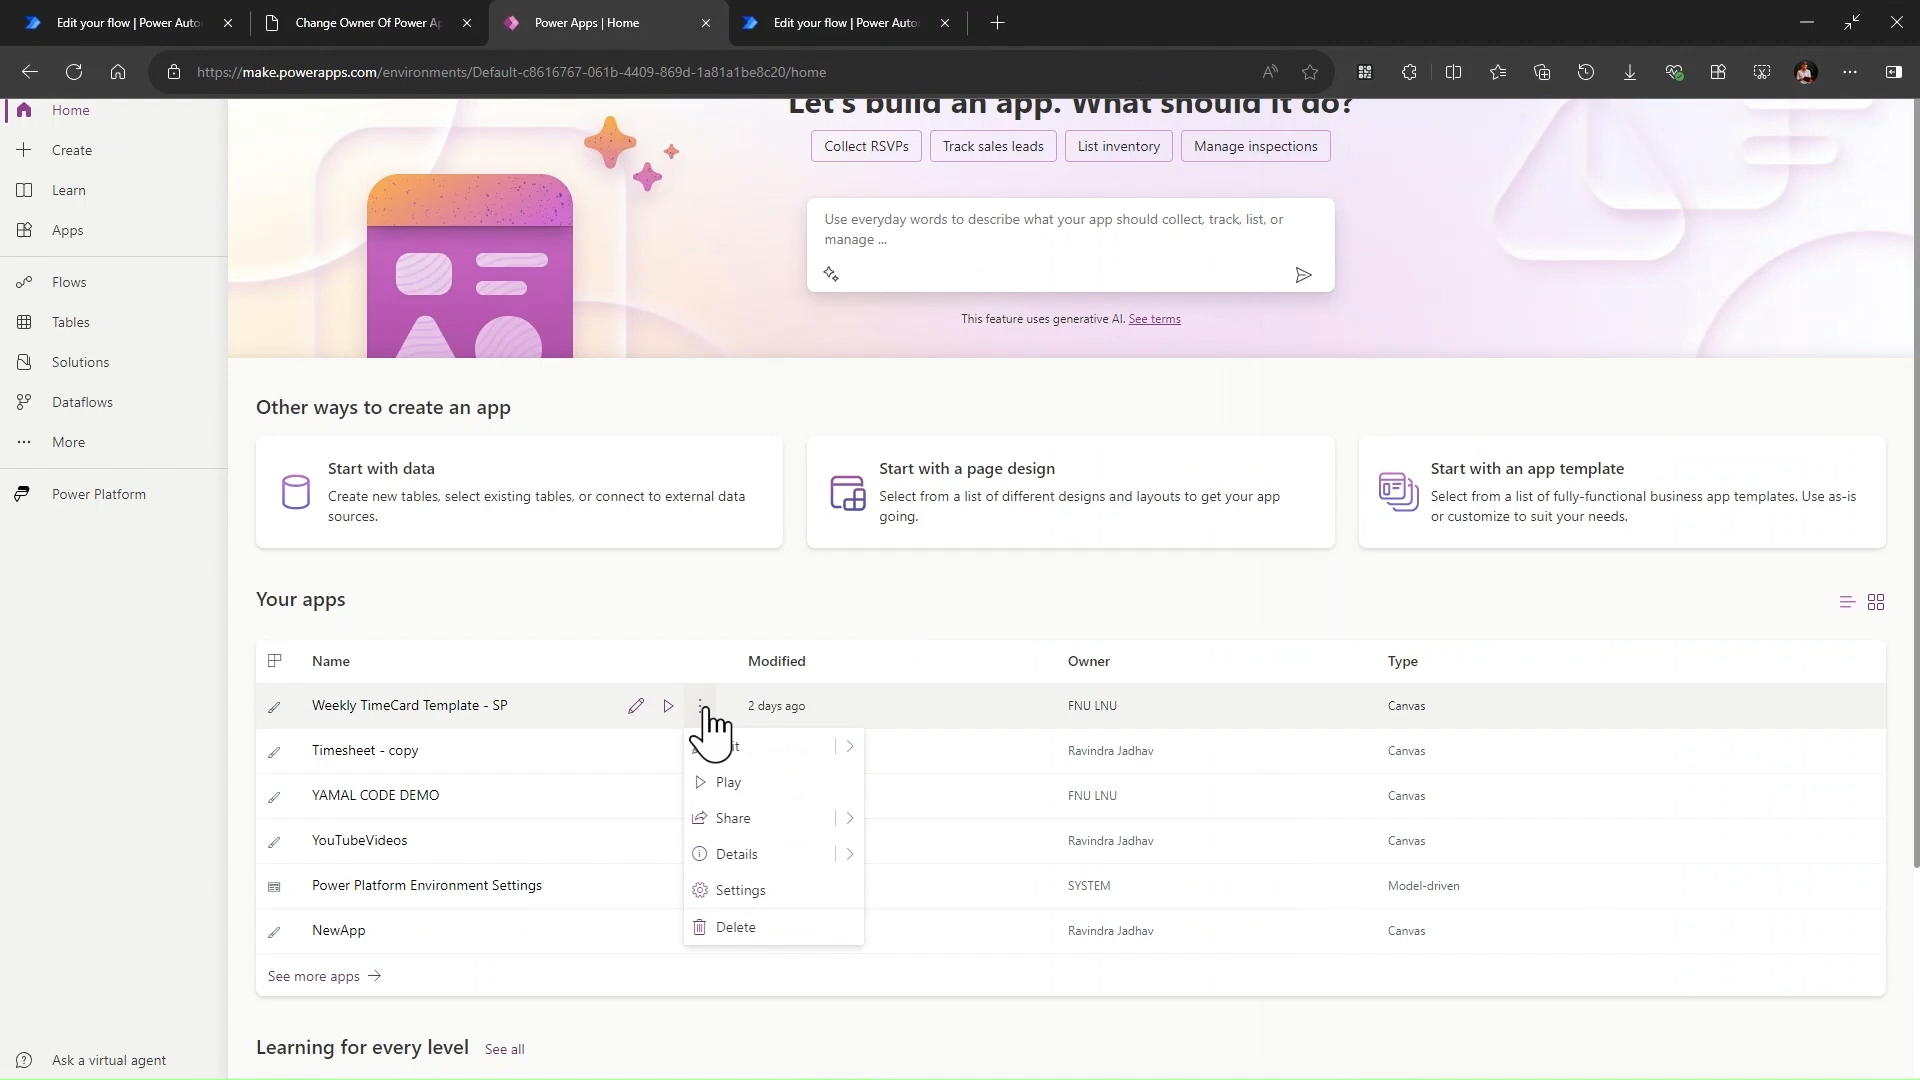 Edit your flow | Power Auto
Change Owner Of Power Ap
Power Apps | Home
Edit your flow | Power Auto
https://make.powerapps.com/environments/Default-c8616767-061b-4409-869d-1a81a1be8c20/home
Home
Create
Learn
Apps
Flows
Tables
Solutions
Dataflows
More
Power Platform
Ask a virtual agent
Let's build an app. What should it do?
Collect RSVPs
Track sales leads
List inventory
Manage inspections
Use everyday words to describe what your app should collect, track, list, or
manage ...
This feature uses generative AI. See terms
Other ways to create an app
Start with data
Create new tables, select existing tables, or connect to external data
sources.
Start with a page design
Select from a list of different designs and layouts to get your app
going.
Start with an app template
Select from a list of fully-functional business app templates. Use as-is
or customize to suit your needs.
Your apps
Name Modified Owner Type
Weekly TimeCard Template - SP 2 days ago FNU LNU Canvas
Timesheet - copy Ravindra Jadhav Canvas
YAMAL CODE DEMO FNU LNU Canvas
YouTubeVideos Ravindra Jadhav Canvas
Power Platform Environment Settings SYSTEM Model-driven
NewApp Ravindra Jadhav Canvas
Play
Share
Details
Settings
Delete
See more apps
Learning for every level See all